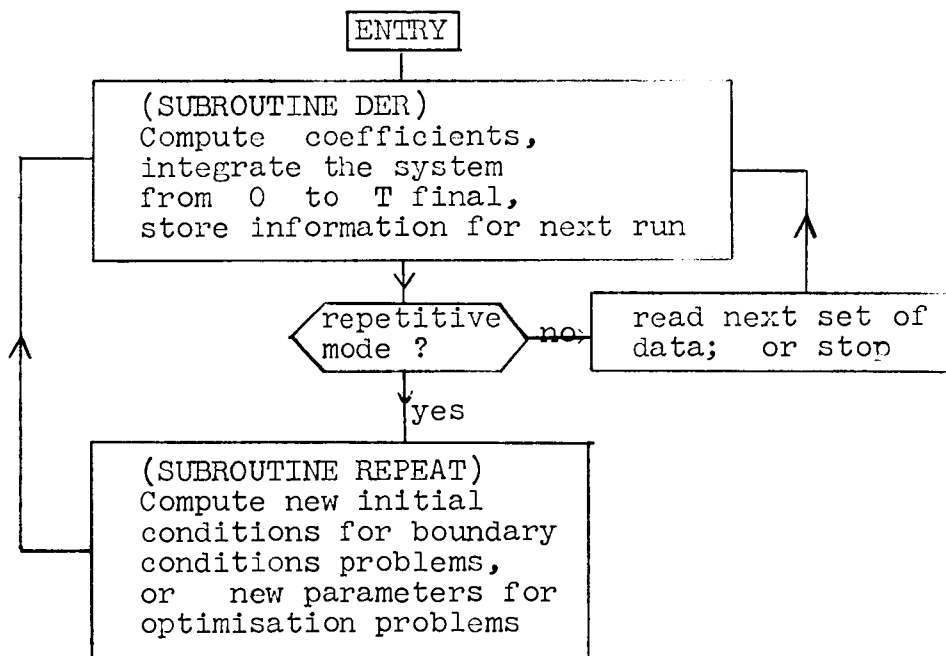 ENTRY
(SUBROUTINE DER)
Compute coefficients,
integrate the system
from 0 to T final,
store information for next run
repetitive
mode ?
no
read next set of
data; or stop
yes
(SUBROUTINE REPEAT)
Compute new initial
conditions for boundary
conditions problems,
or new parameters for
optimisation problems